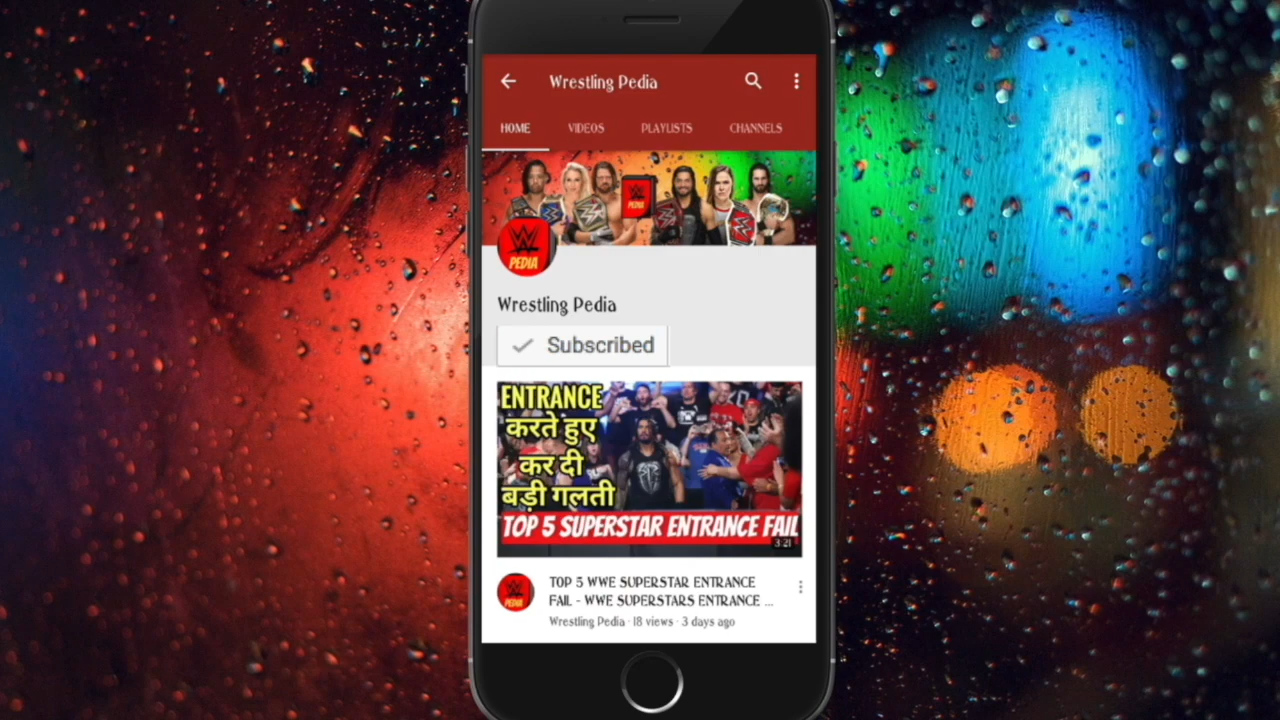 Wrestling Pedia
HOME VIDEOS PLAYLISTS CHANNELS
W
PEDIA
W
PEDIA
Wrestling Pedia
Subscribed
ENTRANCE
करते हुए
कर दी
बड़ी गलती
TOP 5 SUPERSTAR ENTRANCE FAIL
3:21
W
PEDIA
TOP 5 WWE SUPERSTAR ENTRANCE
FAIL - WWE SUPERSTARS ENTRANCE ...
Wrestling Pedia · 18 views · 3 days ago